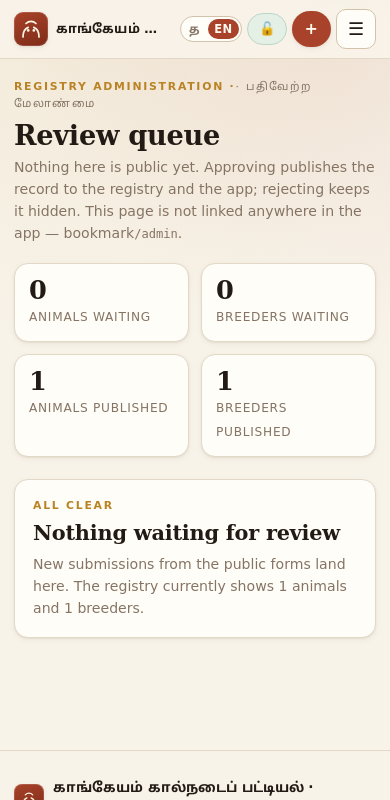 காங்கேயம் ...
த EN
+
REGISTRY ADMINISTRATION ·· பதிவேற்ற
மேலாண்மை
Review queue
Nothing here is public yet. Approving publishes the
record to the registry and the app; rejecting keeps
it hidden. This page is not linked anywhere in the
app — bookmark/admin.
0
ANIMALS WAITING
0
BREEDERS WAITING
1
ANIMALS PUBLISHED
1
BREEDERS
PUBLISHED
ALL CLEAR
Nothing waiting for review
New submissions from the public forms land
here. The registry currently shows 1 animals
and 1 breeders.
காங்கேயம் கால்நடைப் பட்டியல் ·